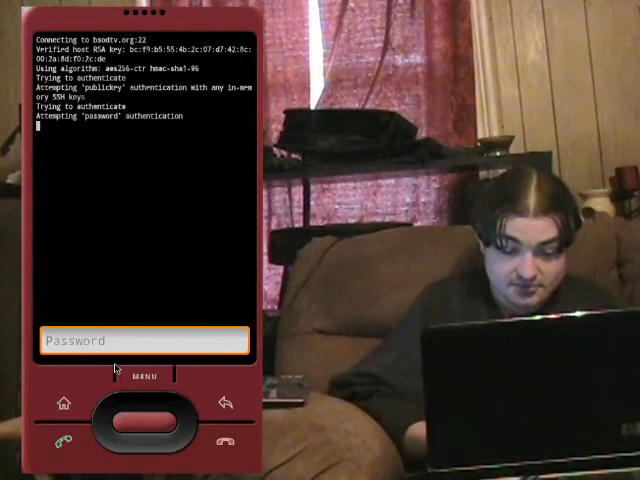 Connecting to bsodtv.org:22
Verified host RSA key: bc:f9:b5:55:4b:2c:07:d7:42:8c:
00:2a:8d:f0:2c:de
Using algorithm: aes256-ctr hmac-sha1-96
Trying to authenticate
Attempting 'publickey' authentication with any in-mem
ory SSH keys
Trying to authenticate
Attempting 'password' authentication
Password
MENU